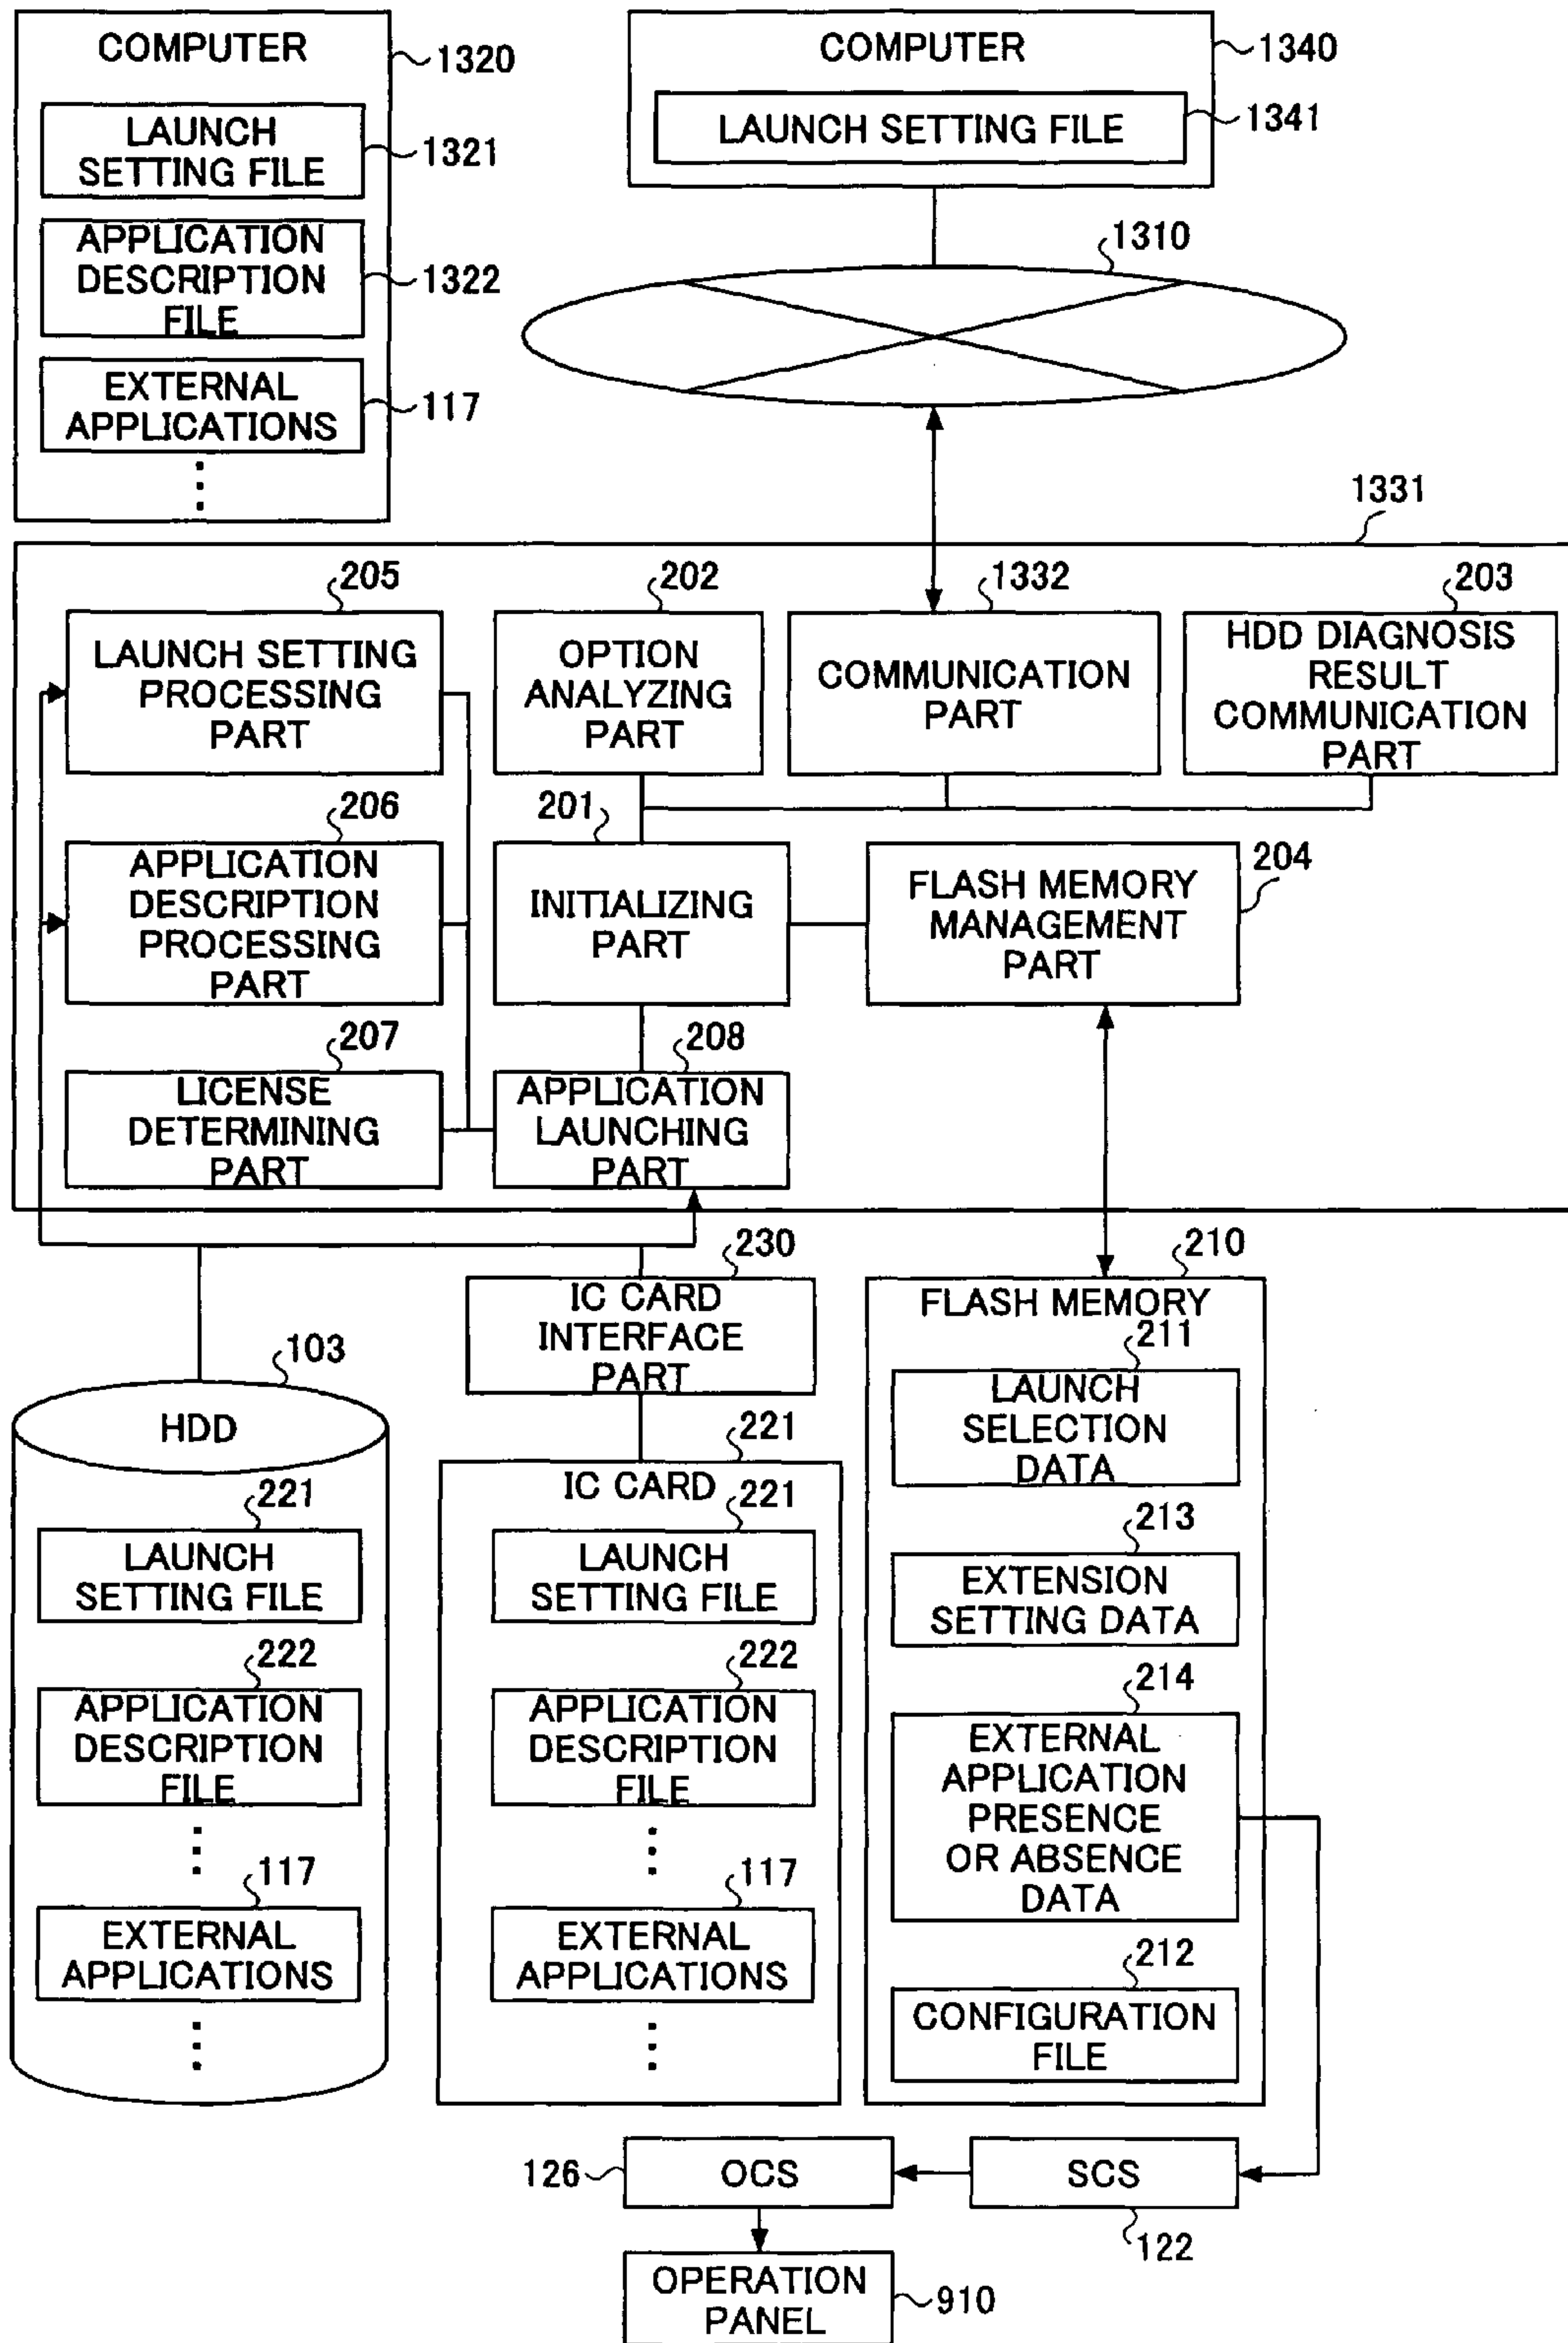 COMPUTER
1320
LAUNCH
SETTING FILE
1321
APPLICATION
DESCRIPTION
FILE
1322
EXTERNAL
APPLICATIONS
117
COMPUTER
1340
LAUNCH SETTING FILE
1341
1310
1331
205
LAUNCH SETTING
PROCESSING
PART
202
OPTION
ANALYZING
PART
1332
COMMUNICATION
PART
203
HDD DIAGNOSIS
RESULT
COMMUNICATION
PART
206
APPLICATION
DESCRIPTION
PROCESSING
PART
201
INITIALIZING
PART
204
FLASH MEMORY
MANAGEMENT
PART
207
LICENSE
DETERMINING
PART
208
APPLICATION
LAUNCHING
PART
230
IC CARD
INTERFACE
PART
103
HDD
221
LAUNCH
SETTING FILE
222
APPLICATION
DESCRIPTION
FILE
117
EXTERNAL
APPLICATIONS
221
IC CARD
221
LAUNCH
SETTING FILE
222
APPLICATION
DESCRIPTION
FILE
117
EXTERNAL
APPLICATIONS
210
FLASH MEMORY
211
LAUNCH
SELECTION
DATA
213
EXTENSION
SETTING DATA
214
EXTERNAL
APPLICATION
PRESENCE
OR ABSENCE
DATA
212
CONFIGURATION
FILE
126
OCS
SCS
122
OPERATION
PANEL
910